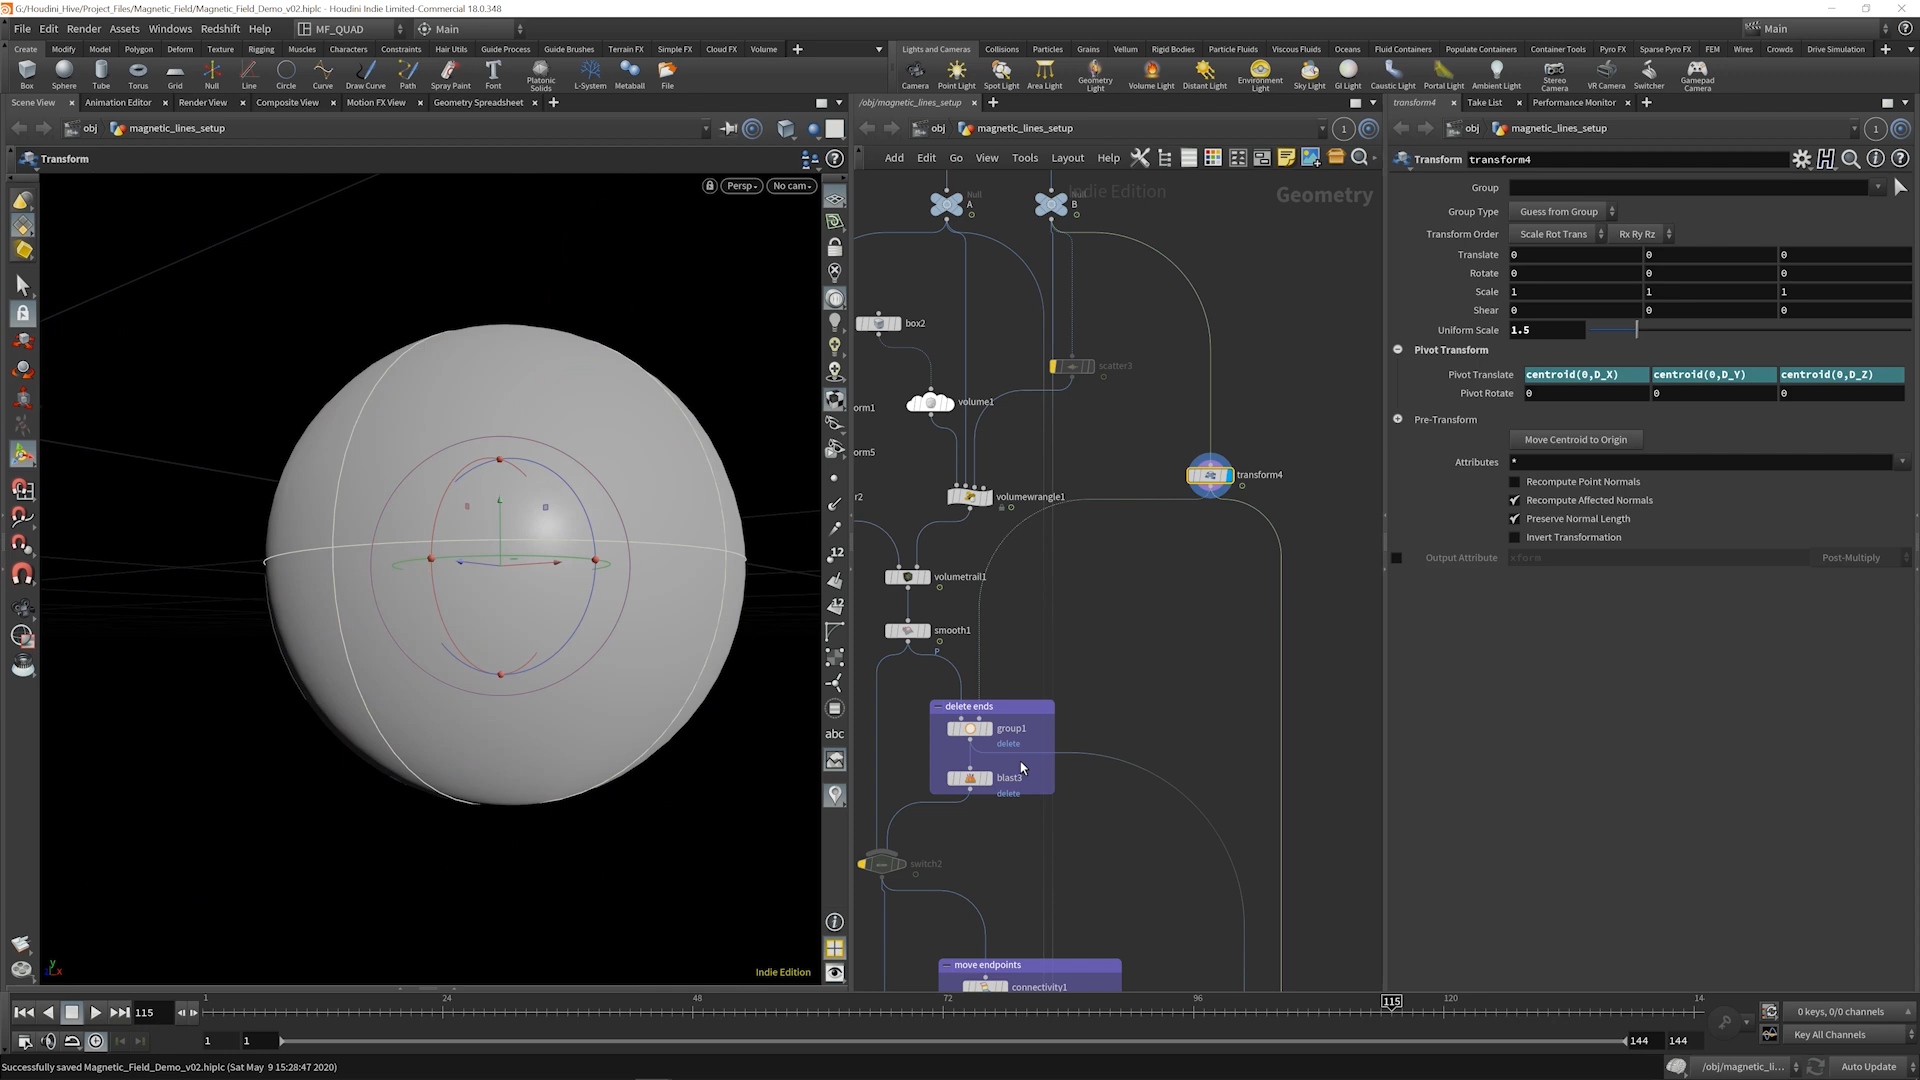 G:/Houdini_Hive/Project_Files/Magnetic_Field/Magnetic_Field_Demo_v02.hiplc - Houdini Indie Limited-Commercial 18.0.348
File Edit Render Assets Windows Redshift Help MF_QUAD Main Main
Create Modify Model Polygon Deform Texture Rigging Muscles Characters Constraints Hair Utils Guide Process Guide Brushes Terrain FX Simple FX Cloud FX Volume
Lights and Cameras Collisions Particles Grains Vellum Rigid Bodies Particle Fluids Viscous Fluids Oceans Fluid Containers Populate Containers Container Tools Pyro FX Sparse Pyro FX FEM Wires Crowds Drive Simulation
Box Sphere Tube Torus Grid Null Line Circle Curve Draw Curve Path Spray Paint Font Platonic Solids L-System Metaball File
Camera Point Light Spot Light Area Light Geometry Light Volume Light Distant Light Environment Light Sky Light GI Light Caustic Light Portal Light Ambient Light Stereo Camera VR Camera Switcher Gamepad Camera
Scene View Animation Editor Render View Composite View Motion FX View Geometry Spreadsheet
/obj/magnetic_lines_setup
transform4 Take List Performance Monitor
obj magnetic_lines_setup
obj magnetic_lines_setup 1
obj magnetic_lines_setup 1
Transform
Add Edit Go View Tools Layout Help
Transform transform4
Persp No cam
Indie Edition
Geometry
Null
A
Null
B
box2
scatter3
volume1
orm1
orm5
r2
transform4
volumewrangle1
volumetrail1
smooth1
P
delete ends
group1
delete
blast3
delete
switch2
move endpoints
connectivity1
Group
Group Type Guess from Group
Transform Order Scale Rot Trans Rx Ry Rz
Translate 0 0 0
Rotate 0 0 0
Scale 1 1 1
Shear 0 0 0
Uniform Scale 1.5
Pivot Transform
Pivot Translate centroid(0,D_X) centroid(0,D_Y) centroid(0,D_Z)
Pivot Rotate 0 0 0
Pre-Transform
Move Centroid to Origin
Attributes *
Recompute Point Normals
Recompute Affected Normals
Preserve Normal Length
Invert Transformation
Output Attribute xform Post-Multiply
12
12
abc
y
x
Indie Edition
115
1 24 48 72 96 115 120 14
0 keys, 0/0 channels
1 1 144 144
Key All Channels
Successfully saved Magnetic_Field_Demo_v02.hiplc (Sat May 9 15:28:47 2020)
/obj/magnetic_li... Auto Update